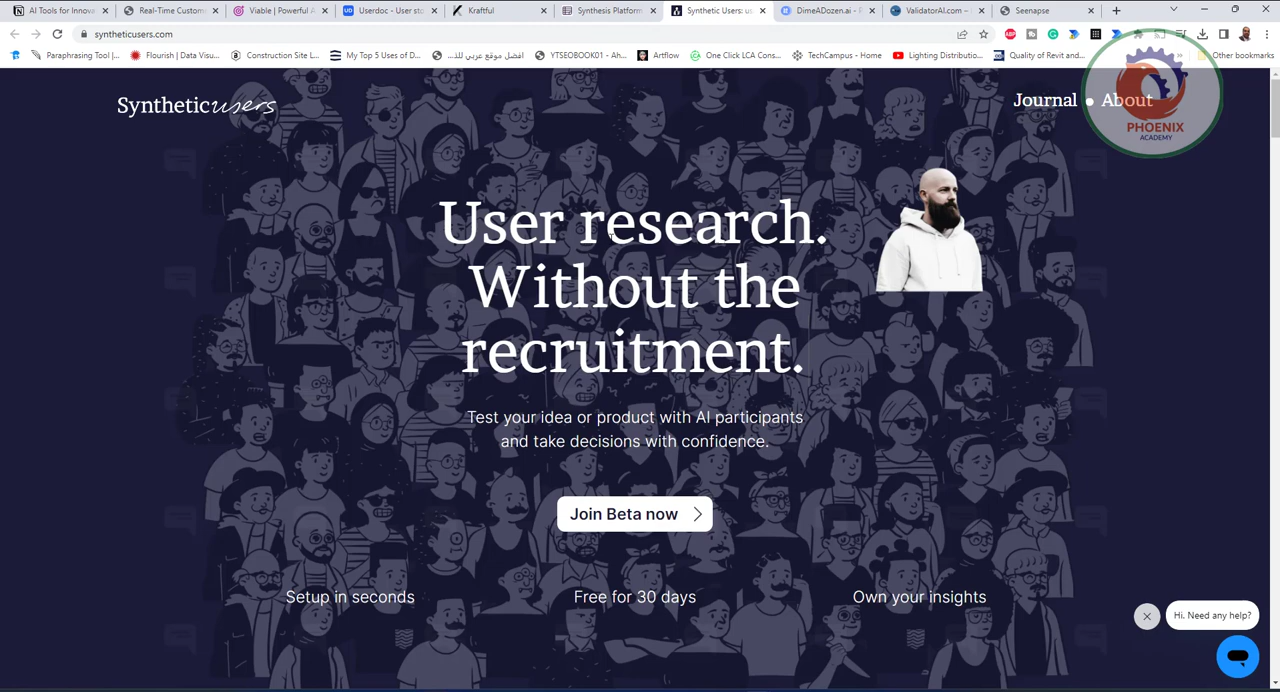 AI Tools for Innova
Real-Time Custom
Viable | Powerful A
Userdoc - User sto
Kraftful
Synthesis Platform
Synthetic Users: u
DimeADozen.ai - 
ValidatorAI.com – 
Seenapse
syntheticusers.com
Paraphrasing Tool |...
Flourish | Data Visu...
Construction Site L...
My Top 5 Uses of D...
افضل موقع عربي للذ...
YTSEOBOOK01 - Ah...
Artflow
One Click LCA Cons...
TechCampus - Home
Lighting Distributio...
Quality of Revit and...
Other bookmarks
Syntheticusers
Journal
About
PHOENIX
ACADEMY
User research.
Without the
recruitment.
Test your idea or product with AI participants
and take decisions with confidence.
Join Beta now
Setup in seconds
Free for 30 days
Own your insights
Hi. Need any help?